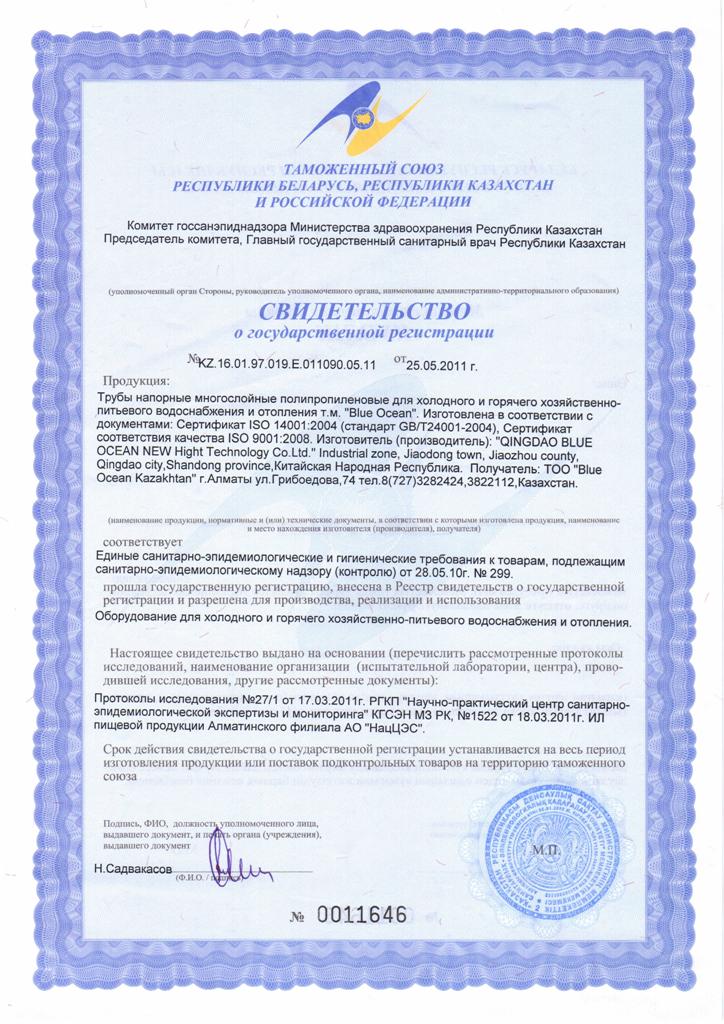 ТАМОЖЕННЫЙ СОЮЗ
РЕСПУБЛИКИ БЕЛАРУСЬ, РЕСПУБЛИКИ КАЗАХСТАН
И РОССИЙСКОЙ ФЕДЕРАЦИИ
Комитет госсанэпиднадзора Министерства здравоохранения Республики Казахстан
Председатель комитета, Главный государственный санитарный врач Республики Казахстан
(уполномоченный орган Стороны, руководитель уполномоченного органа, наименование административно-территориального образования)
СВИДЕТЕЛЬСТВО
о государственной регистрации
№KZ.16.01.97.019.E.011090.05.11 от25.05.2011 г.
Продукция:
Трубы напорные многослойные полипропиленовые для холодного и горячего хозяйственно-
питьевого водоснабжения и отопления т.м. "Blue Ocean". Изготовлена в соответствии с
документами: Сертификат ISO 14001:2004 (стандарт GB/T24001-2004), Сертификат
соответствия качества ISO 9001:2008. Изготовитель (производитель): "QINGDAO BLUE
OCEAN NEW Hight Technology Co.Ltd." Industrial zone, Jiaodong town, Jiaozhou county,
Qingdao city,Shandong province,Китайская Народная Республика. Получатель: ТОО "Blue
Ocean Kazakhtan" г.Алматы ул.Грибоедова,74 тел.8(727)3282424,3822112,Казахстан.
(наименование продукции, нормативные и (или) технические документы, в соответствии с которыми изготовлена продукция, наименование
и место нахождения изготовителя (производителя), получателя)
соответствует
Единые санитарно-эпидемиологические и гигиенические требования к товарам, подлежащим
санитарно-эпидемиологическому надзору (контролю) от 28.05.10г. № 299.
прошла государственную регистрацию, внесена в Реестр свидетельств о государственной
регистрации и разрешена для производства, реализации и использования
Оборудование для холодного и горячего хозяйственно-питьевого водоснабжения и отопления.
Настоящее свидетельство выдано на основании (перечислить рассмотренные протоколы
исследований, наименование организации (испытательной лаборатории, центра), прово-
дившей исследования, другие рассмотренные документы):
Протоколы исследования №27/1 от 17.03.2011г. РГКП "Научно-практический центр санитарно-
эпидемиологической экспертизы и мониторинга" КГСЭН МЗ РК, №1522 от 18.03.2011г. ИЛ
пищевой продукции Алматинского филиала АО "НацЦЭС".
Срок действия свидетельства о государственной регистрации устанавливается на весь период
изготовления продукции или поставок подконтрольных товаров на территорию таможенного
союза
Подпись, ФИО, должность уполномоченного лица,
выдавшего документ, и печать органа (учреждения),
выдавшего документ
Н.Садвакасов
(Ф.И.О. / подпись)
М.П.
№ 0011646